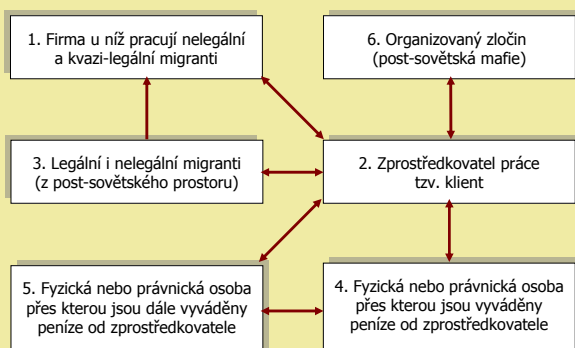 1. Firma u níž pracují nelegální
a kvazi-legální migranti
6. Organizovaný zločin
(post-sovětská mafie)
3. Legální i nelegální migranti
(z post-sovětského prostoru)
2. Zprostředkovatel práce
tzv. klient
5. Fyzická nebo právnická osoba
přes kterou jsou dále vyváděny
peníze od zprostředkovatele
4. Fyzická nebo právnická osoba
přes kterou jsou vyváděny
peníze od zprostředkovatele